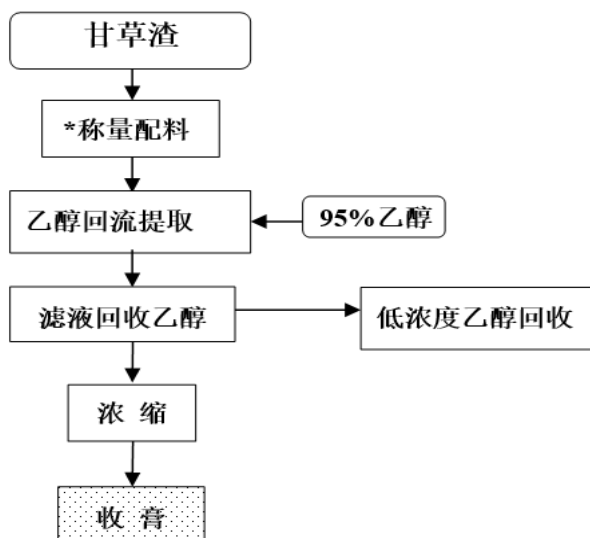 甘草渣
*称量配料
乙醇回流提取
95%乙醇
滤液回收乙醇
低浓度乙醇回收
浓 缩
收 膏